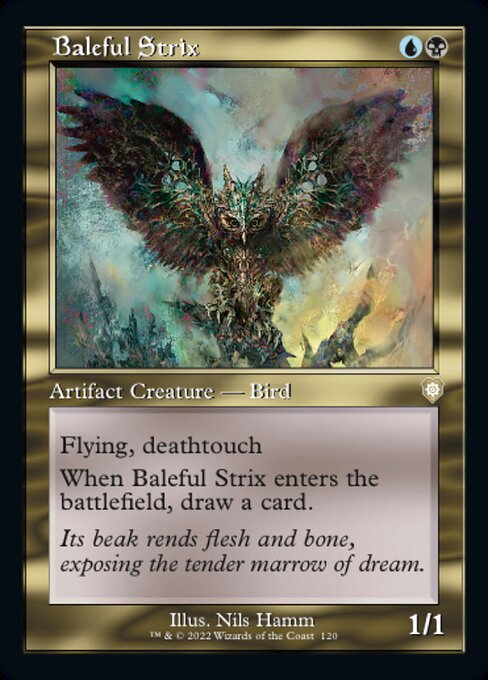 Baleful Strix
Artifact Creature — Bird
Flying, deathtouch
When Baleful Strix enters the
battlefield, draw a card.
Its beak rends flesh and bone,
exposing the tender marrow of dream.
Illus. Nils Hamm
™ & © 2022 Wizards of the Coast 120
1/1